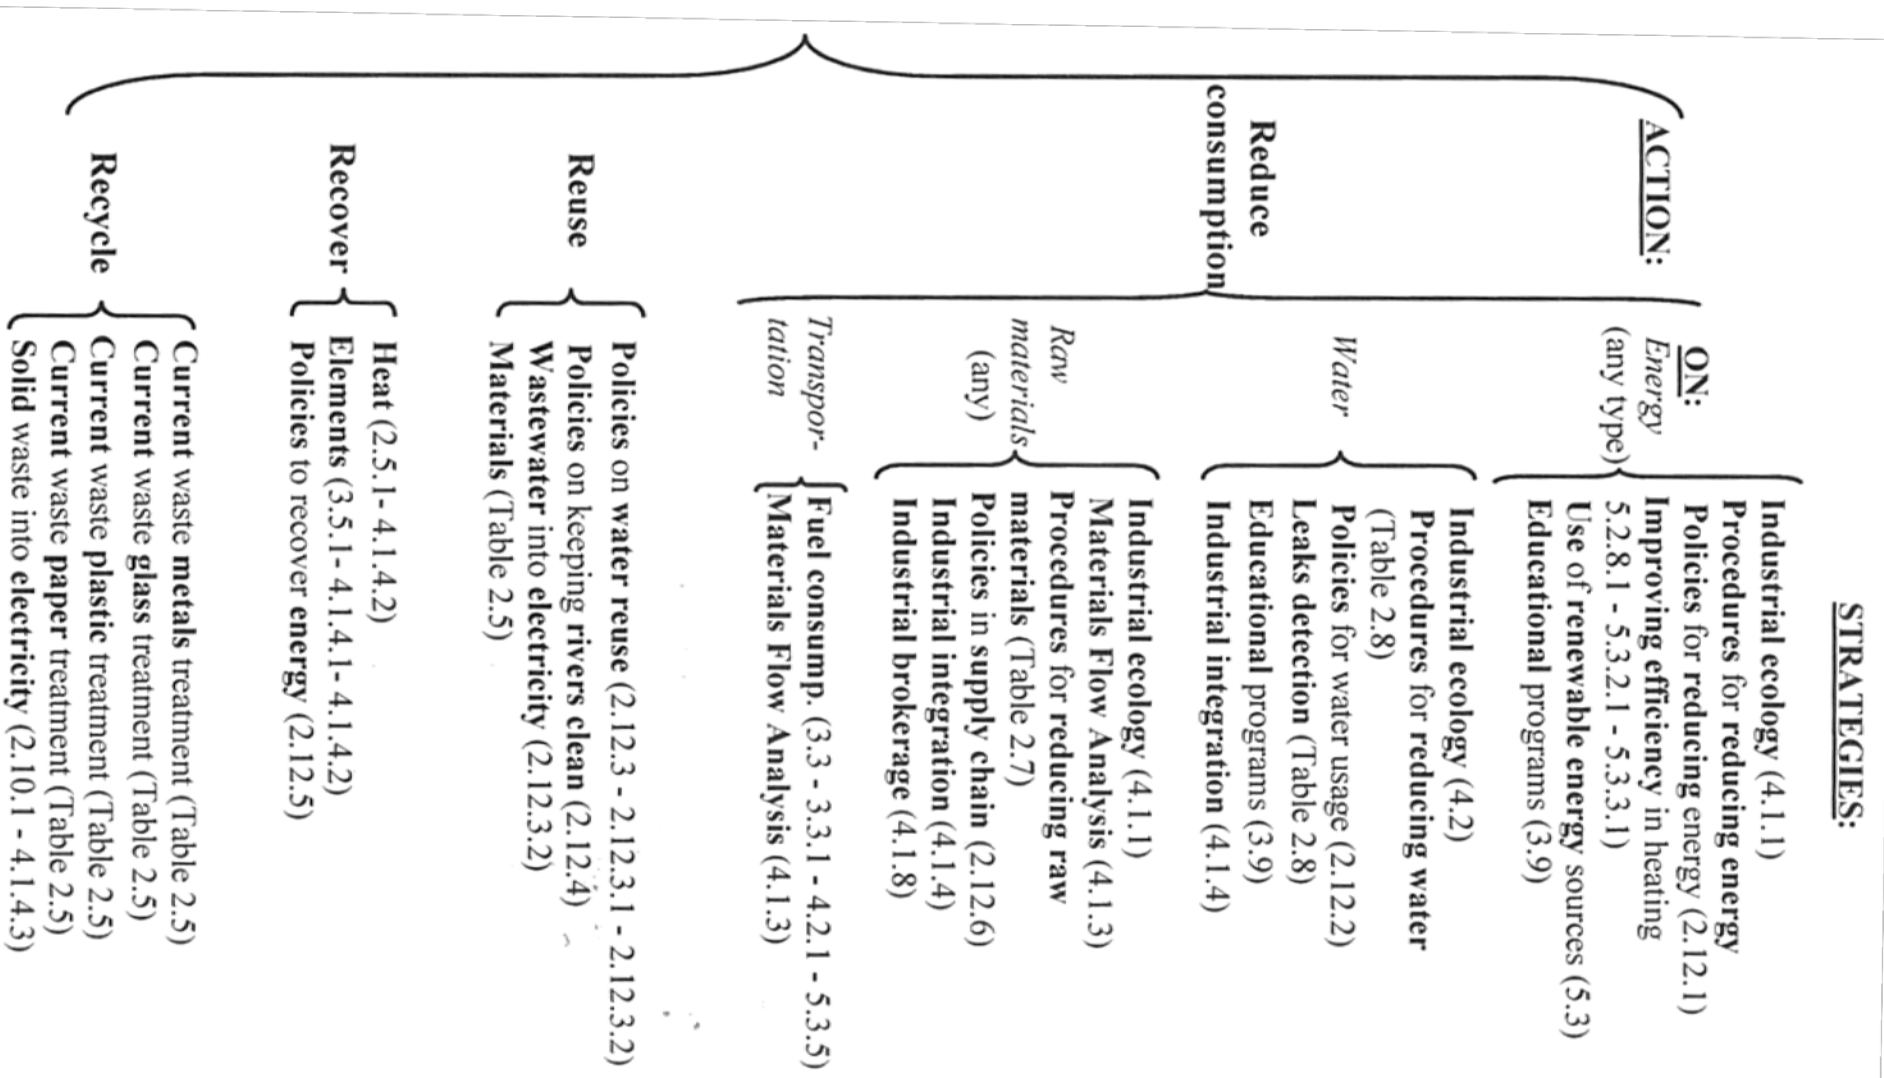 STRATEGIES:
ACTION:
ON:
Reduce
consumption
Energy
(any type)
Industrial ecology (4.1.1)
Procedures for reducing energy
Policies for reducing energy (2.12.1)
Improving efficiency in heating
5.2.8.1 - 5.3.2.1 - 5.3.3.1)
Use of renewable energy sources (5.3)
Educational programs (3.9)
Water
Industrial ecology (4.2)
Procedures for reducing water
(Table 2.8)
Policies for water usage (2.12.2)
Leaks detection (Table 2.8)
Educational programs (3.9)
Industrial integration (4.1.4)
Raw
materials
(any)
Industrial ecology (4.1.1)
Materials Flow Analysis (4.1.3)
Procedures for reducing raw
materials (Table 2.7)
Policies in supply chain (2.12.6)
Industrial integration (4.1.4)
Industrial brokerage (4.1.8)
Transpor-
tation
Fuel consump. (3.3 - 3.3.1 - 4.2.1 - 5.3.5)
Materials Flow Analysis (4.1.3)
Reuse
Policies on water reuse (2.12.3 - 2.12.3.1 - 2.12.3.2)
Policies on keeping rivers clean (2.12.4)
Wastewater into electricity (2.12.3.2)
Materials (Table 2.5)
Recover
Heat (2.5.1- 4.1.4.2)
Elements (3.5.1- 4.1.4.1- 4.1.4.2)
Policies to recover energy (2.12.5)
Recycle
Current waste metals treatment (Table 2.5)
Current waste glass treatment (Table 2.5)
Current waste plastic treatment (Table 2.5)
Current waste paper treatment (Table 2.5)
Solid waste into electricity (2.10.1 - 4.1.4.3)